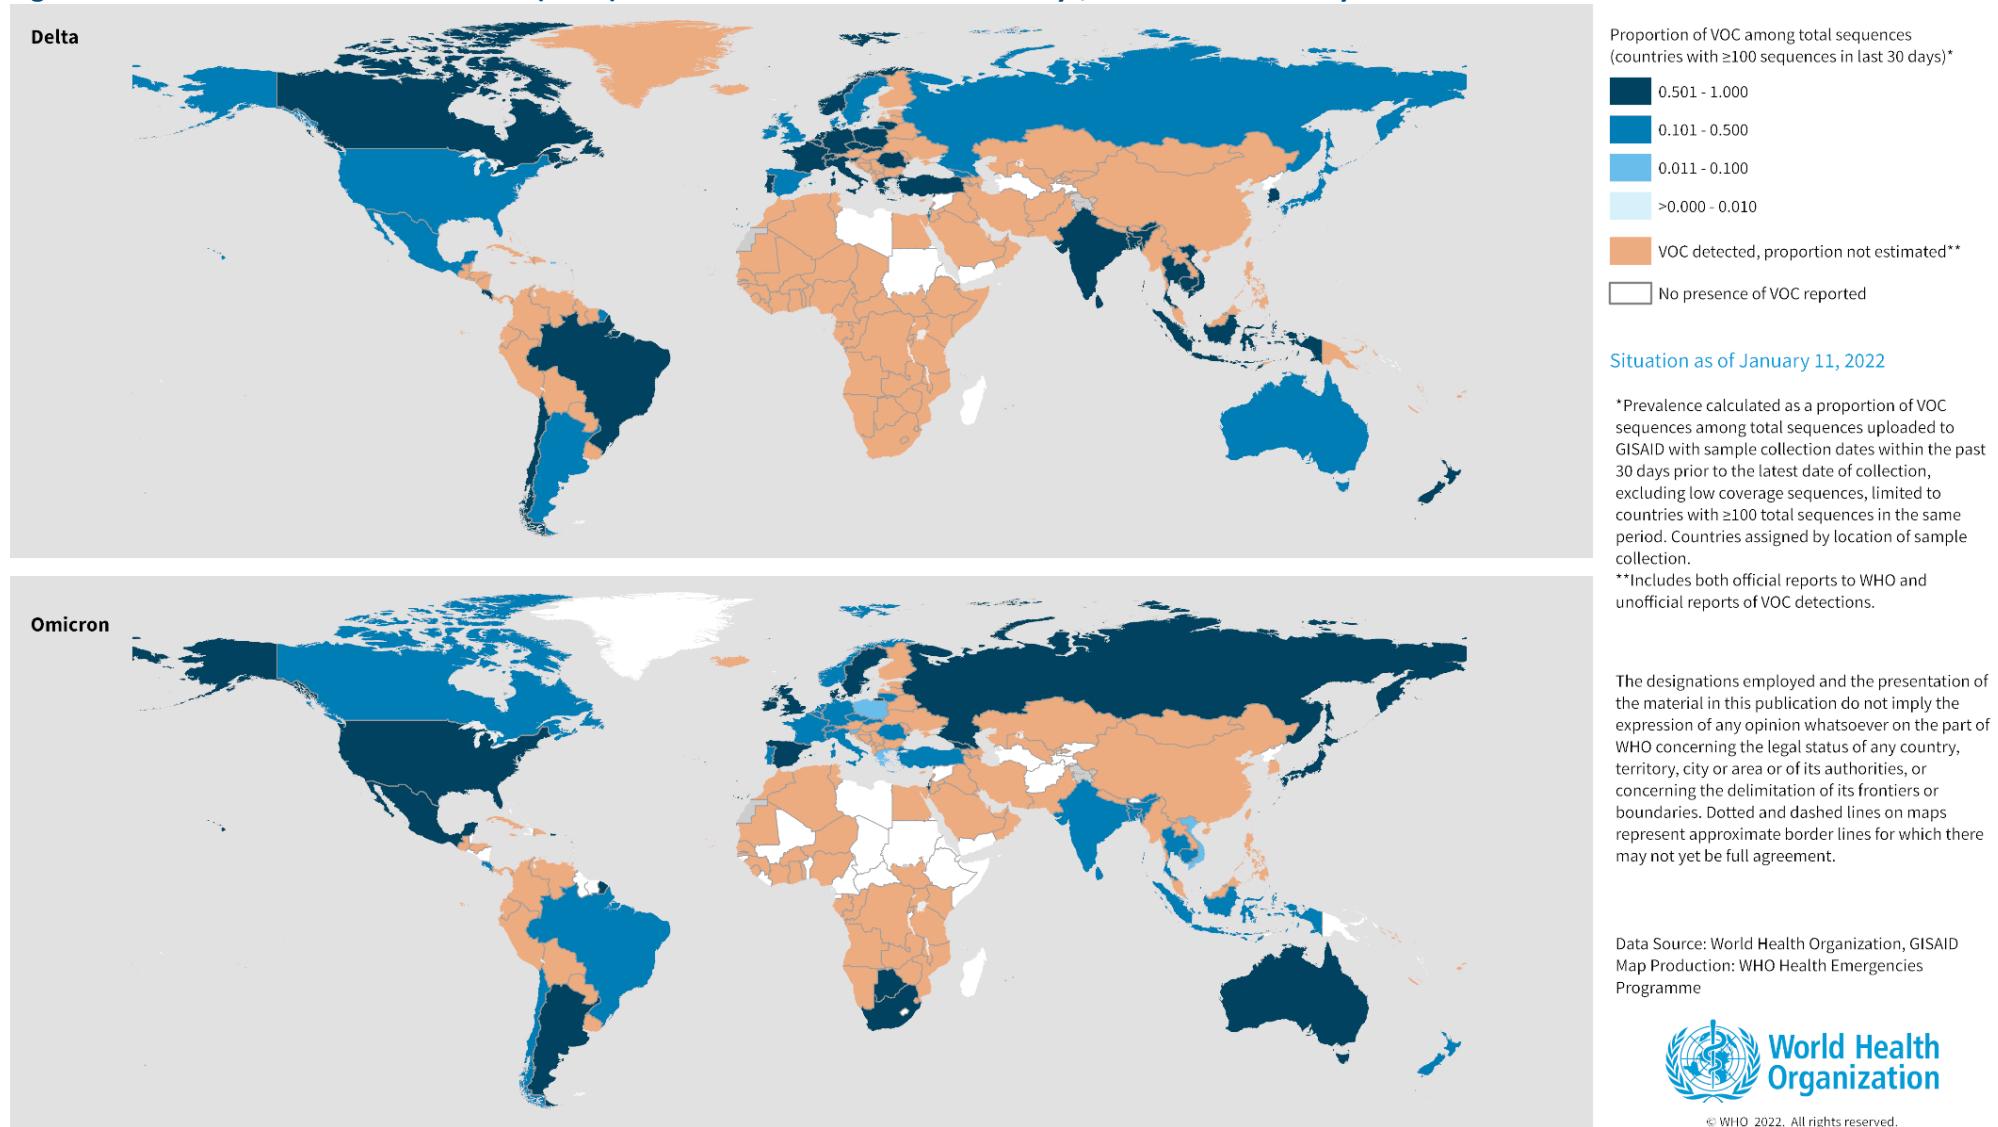 Delta
Proportion of VOC among total sequences
(countries with ≥100 sequences in last 30 days)*
0.501 - 1.000
0.101 - 0.500
0.011 - 0.100
>0.000 - 0.010
VOC detected, proportion not estimated**
No presence of VOC reported
Situation as of January 11, 2022
*Prevalence calculated as a proportion of VOC
sequences among total sequences uploaded to
GISAID with sample collection dates within the past
30 days prior to the latest date of collection,
excluding low coverage sequences, limited to
countries with ≥100 total sequences in the same
period. Countries assigned by location of sample
collection.
**Includes both official reports to WHO and
unofficial reports of VOC detections.
Omicron
The designations employed and the presentation of
the material in this publication do not imply the
expression of any opinion whatsoever on the part of
WHO concerning the legal status of any country,
territory, city or area or of its authorities, or
concerning the delimitation of its frontiers or
boundaries. Dotted and dashed lines on maps
represent approximate border lines for which there
may not yet be full agreement.
Data Source: World Health Organization, GISAID
Map Production: WHO Health Emergencies
Programme
World Health
Organization
© WHO 2022. All rights reserved.